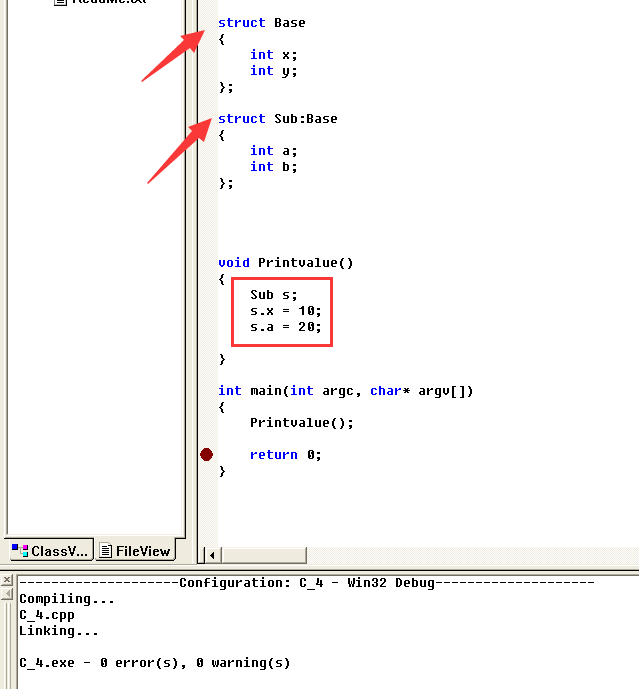 struct Base
{
int x;
int y;
};
struct Sub:Base
{
int a;
int b;
};
void Printvalue()
{
Sub s;
s.x = 10;
s.a = 20;
}
int main(int argc, char* argv[])
{
Printvalue();
return 0;
}
ClassV... FileView
--------------------Configuration: C_4 - Win32 Debug--------------------
Compiling...
C_4.cpp
Linking...
C_4.exe - 0 error(s), 0 warning(s)